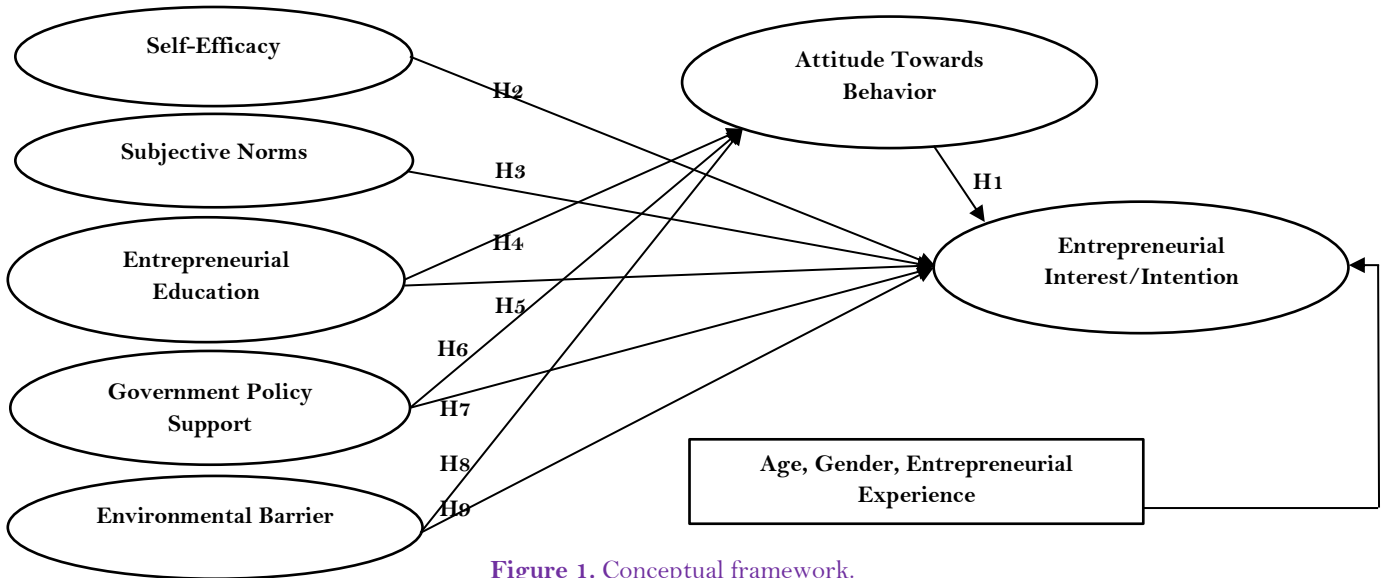 Self-Efficacy
Subjective Norms
Entrepreneurial
Education
Government Policy
Support
Environmental Barrier
H2
H3
H4
H5
H6
H7
H8
H9
Attitude Towards
Behavior
H1
Entrepreneurial
Interest/Intention
Age, Gender, Entrepreneurial
Experience
Figure 1. Conceptual framework.